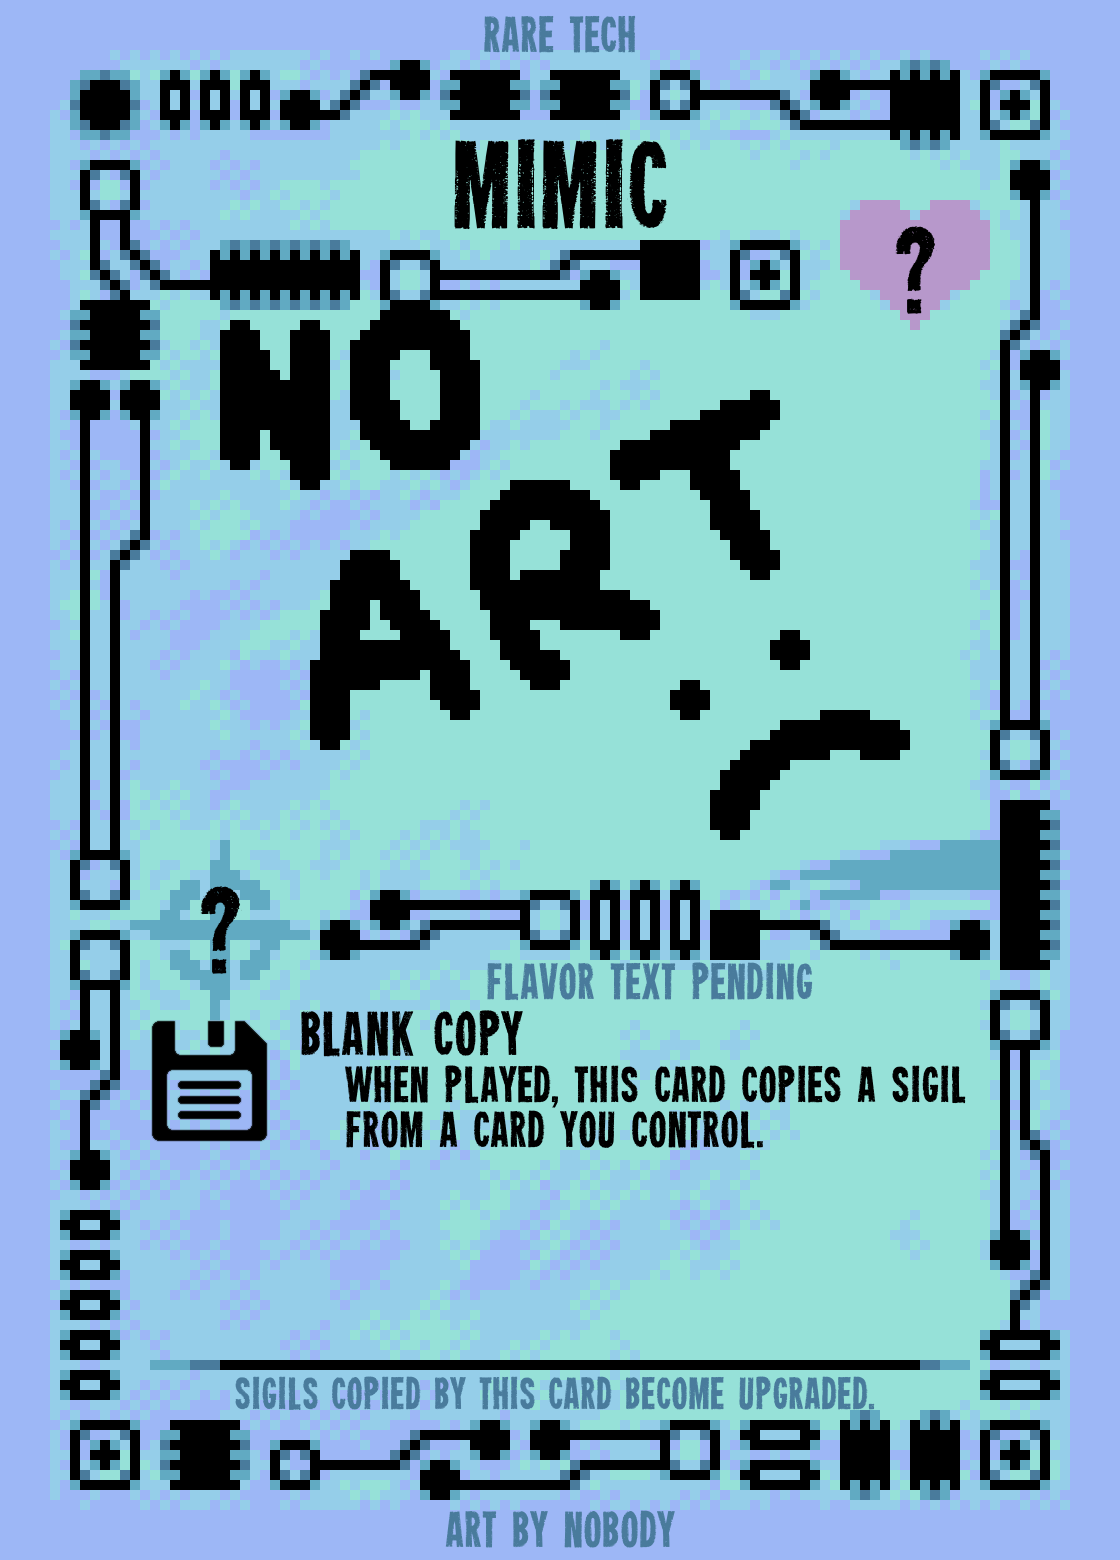 RARE TECH
MIMIC
?
NO
ART
?
FLAVOR TEXT PENDING
BLANK COPY
WHEN PLAYED, THIS CARD COPIES A SIGIL
FROM A CARD YOU CONTROL.
SIGILS COPIED BY THIS CARD BECOME UPGRADED.
ART BY NOBODY